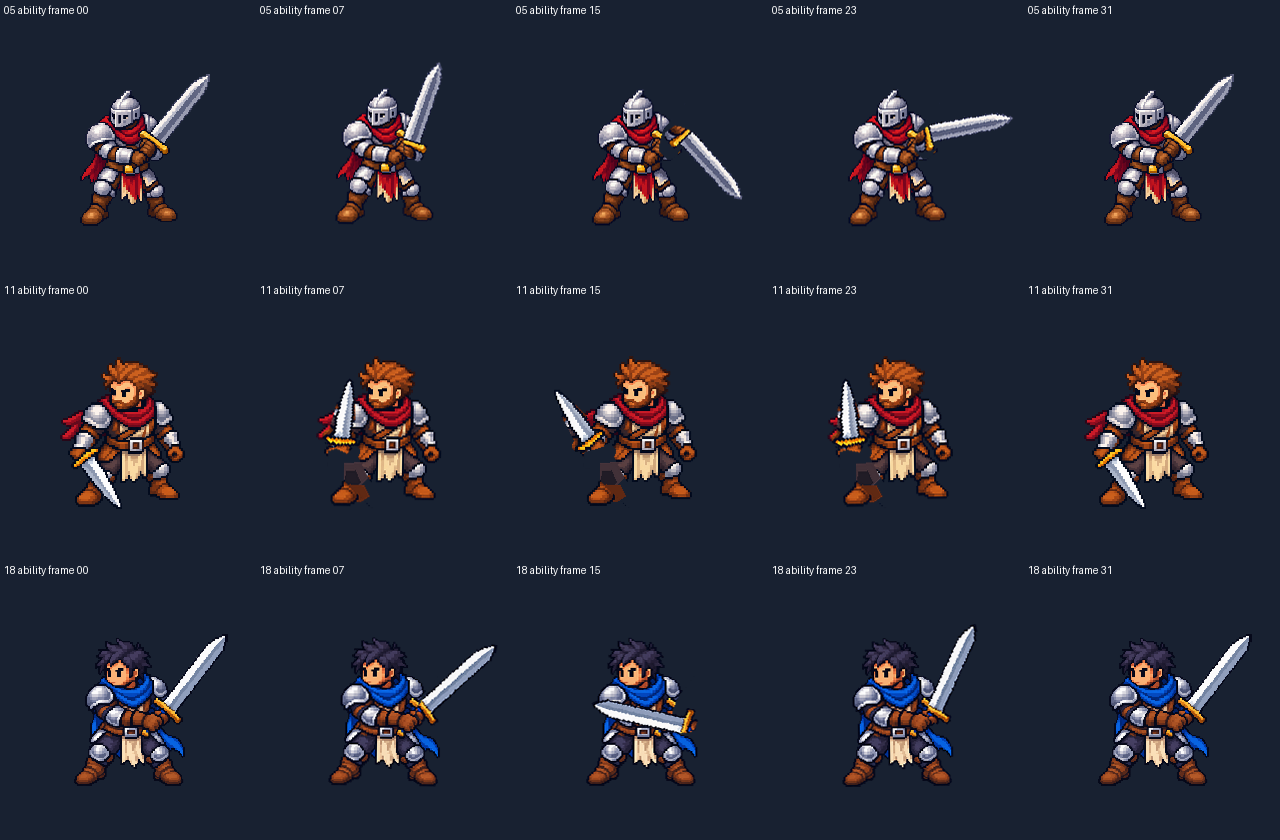 05 ability frame 00
05 ability frame 07
05 ability frame 15
05 ability frame 23
05 ability frame 31
11 ability frame 00
11 ability frame 07
11 ability frame 15
11 ability frame 23
11 ability frame 31
18 ability frame 00
18 ability frame 07
18 ability frame 15
18 ability frame 23
18 ability frame 31